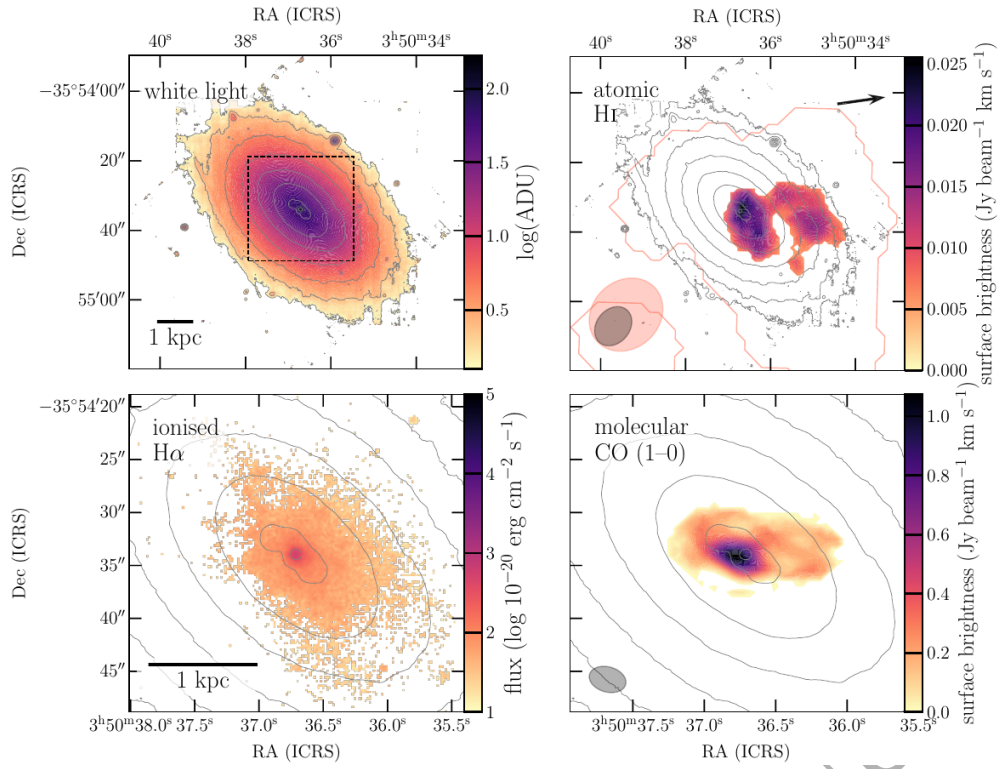 RA (ICRS)
40ˢ 38ˢ 36ˢ 3ʰ50ᵐ34ˢ
−35°54′00″
20″
40″
55′00″
Dec (ICRS)
white light
1 kpc
2.0
1.5
1.0
0.5
log(ADU)
RA (ICRS)
40ˢ 38ˢ 36ˢ 3ʰ50ᵐ34ˢ
atomic
HI
0.025
0.020
0.015
0.010
0.005
0.000
surface brightness (Jy beam⁻¹ km s⁻¹)
−35°54′20″
25″
30″
35″
40″
45″
Dec (ICRS)
ionised
Hα
1 kpc
5
4
3
2
1
flux (log 10⁻²⁰ erg cm⁻² s⁻¹)
3ʰ50ᵐ38.0ˢ 37.5ˢ 37.0ˢ 36.5ˢ 36.0ˢ 35.5ˢ
RA (ICRS)
molecular
CO (1–0)
1.0
0.8
0.6
0.4
0.2
0.0
surface brightness (Jy beam⁻¹ km s⁻¹)
3ʰ50ᵐ37.5ˢ 37.0ˢ 36.5ˢ 36.0ˢ 35.5ˢ
RA (ICRS)